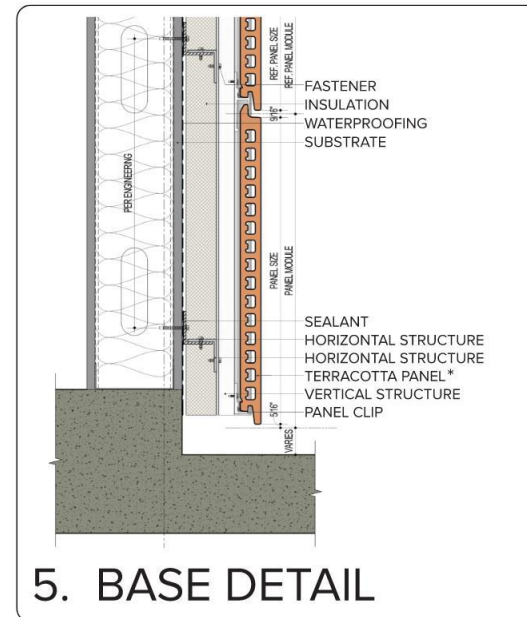 REF. PANEL SIZE
REF. PANEL MODULE
FASTENER
INSULATION
9/16"
WATERPROOFING
SUBSTRATE
PER ENGINEERING
PANEL SIZE
PANEL MODULE
SEALANT
HORIZONTAL STRUCTURE
HORIZONTAL STRUCTURE
TERRACOTTA PANEL*
VERTICAL STRUCTURE
5/16"
PANEL CLIP
VARIES
5. BASE DETAIL